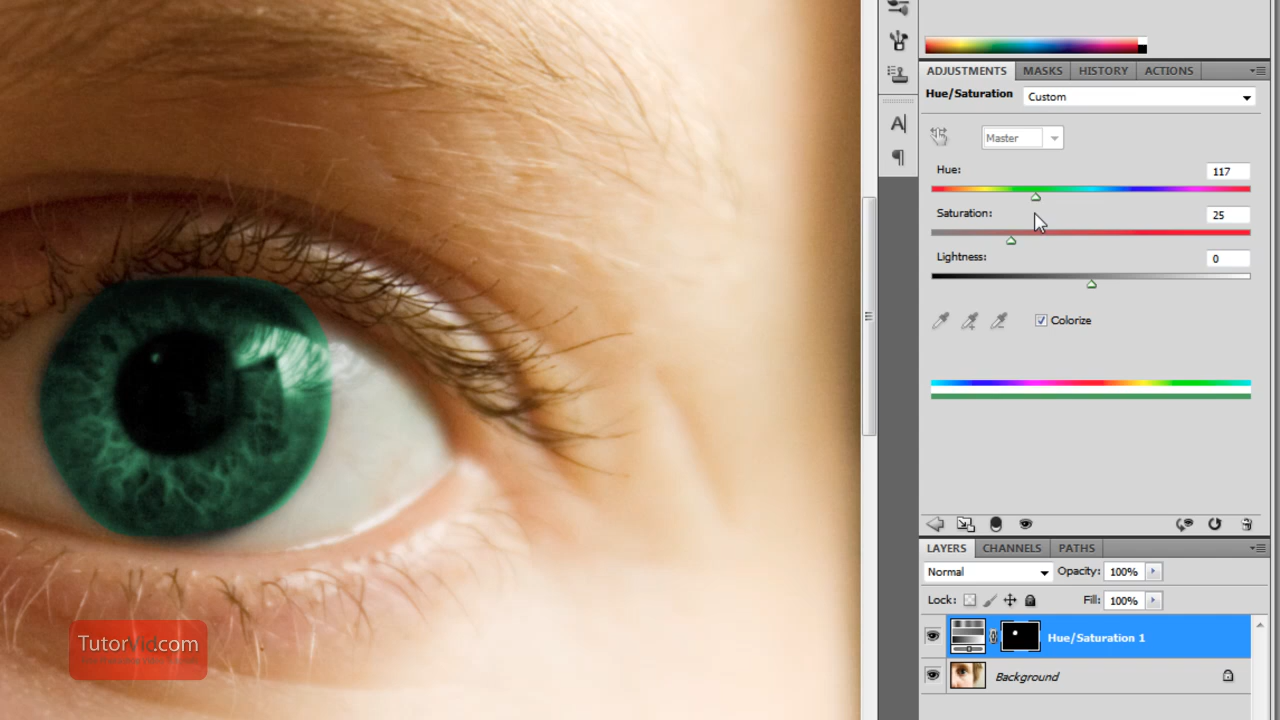 ADJUSTMENTS MASKS HISTORY ACTIONS
Hue/Saturation Custom
Master
Hue: 117
Saturation: 25
Lightness: 0
Colorize
LAYERS CHANNELS PATHS
Normal Opacity: 100%
Lock: Fill: 100%
Hue/Saturation 1
Background
A
TutorVid.com